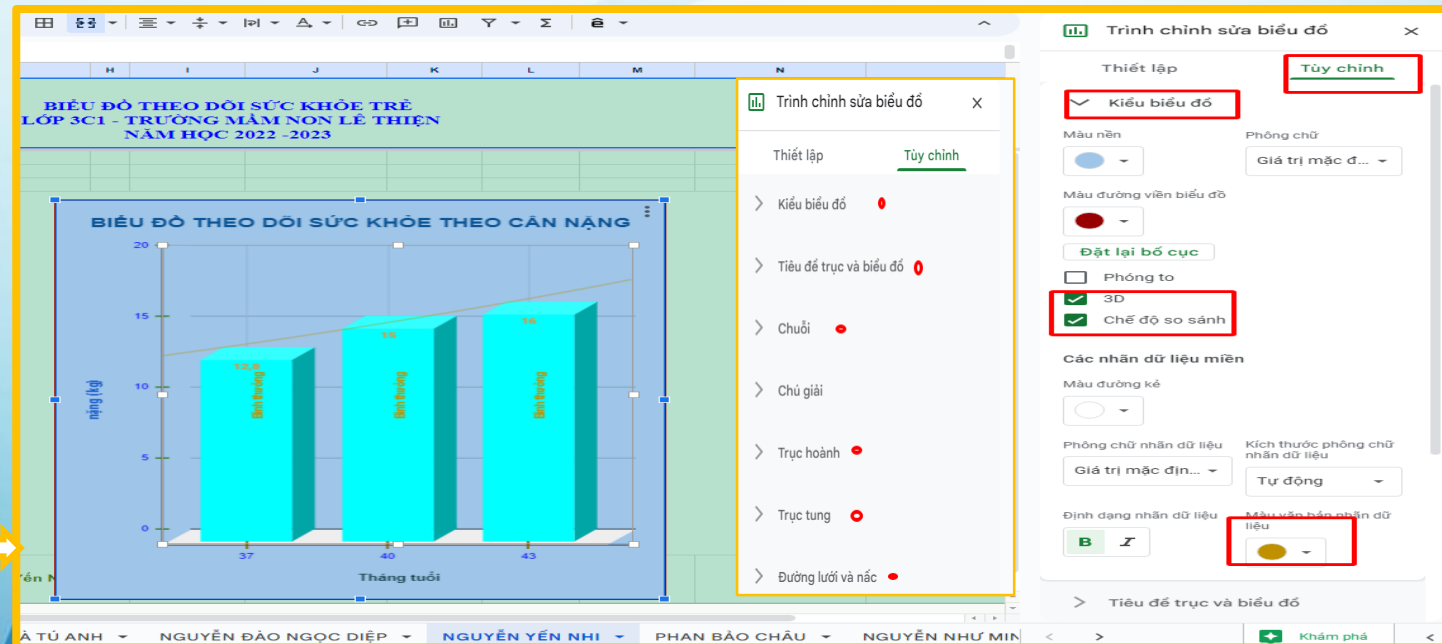 H I J K L M N
BIỂU ĐỒ THEO DÕI SỨC KHỎE TRẺ
LỚP 3C1 - TRƯỜNG MẦM NON LÊ THIỆN
NĂM HỌC 2022 -2023
BIỂU ĐỒ THEO DÕI SỨC KHỎE THEO CÂN NẶNG
20
15
10
5
0
nặng (kg)
12,6
15
16
Bình thường
Bình thường
Bình thường
37 40 43
Tháng tuổi
Trình chỉnh sửa biểu đồ X
Thiết lập Tùy chỉnh
Kiểu biểu đồ
Tiêu đề trục và biểu đồ
Chuỗi
Chú giải
Trục hoành
Trục tung
Đường lưới và nấc
Trình chỉnh sửa biểu đồ
Thiết lập Tùy chỉnh
Kiểu biểu đồ
Màu nền Phông chữ
Giá trị mặc đ...
Màu đường viền biểu đồ
Đặt lại bố cục
Phóng to
3D
Chế độ so sánh
Các nhãn dữ liệu miền
Màu đường kẻ
Phông chữ nhãn dữ liệu
Giá trị mặc địn...
Kích thước phông chữ
nhãn dữ liệu
Tự động
Định dạng nhãn dữ liệu
B I
Màu văn bản nhãn dữ
liệu
Tiêu đề trục và biểu đồ
À TÚ ANH NGUYỄN ĐÀO NGỌC DIỆP NGUYỄN YẾN NHI PHAN BẢO CHÂU NGUYỄN NHƯ MIN
Khám phá